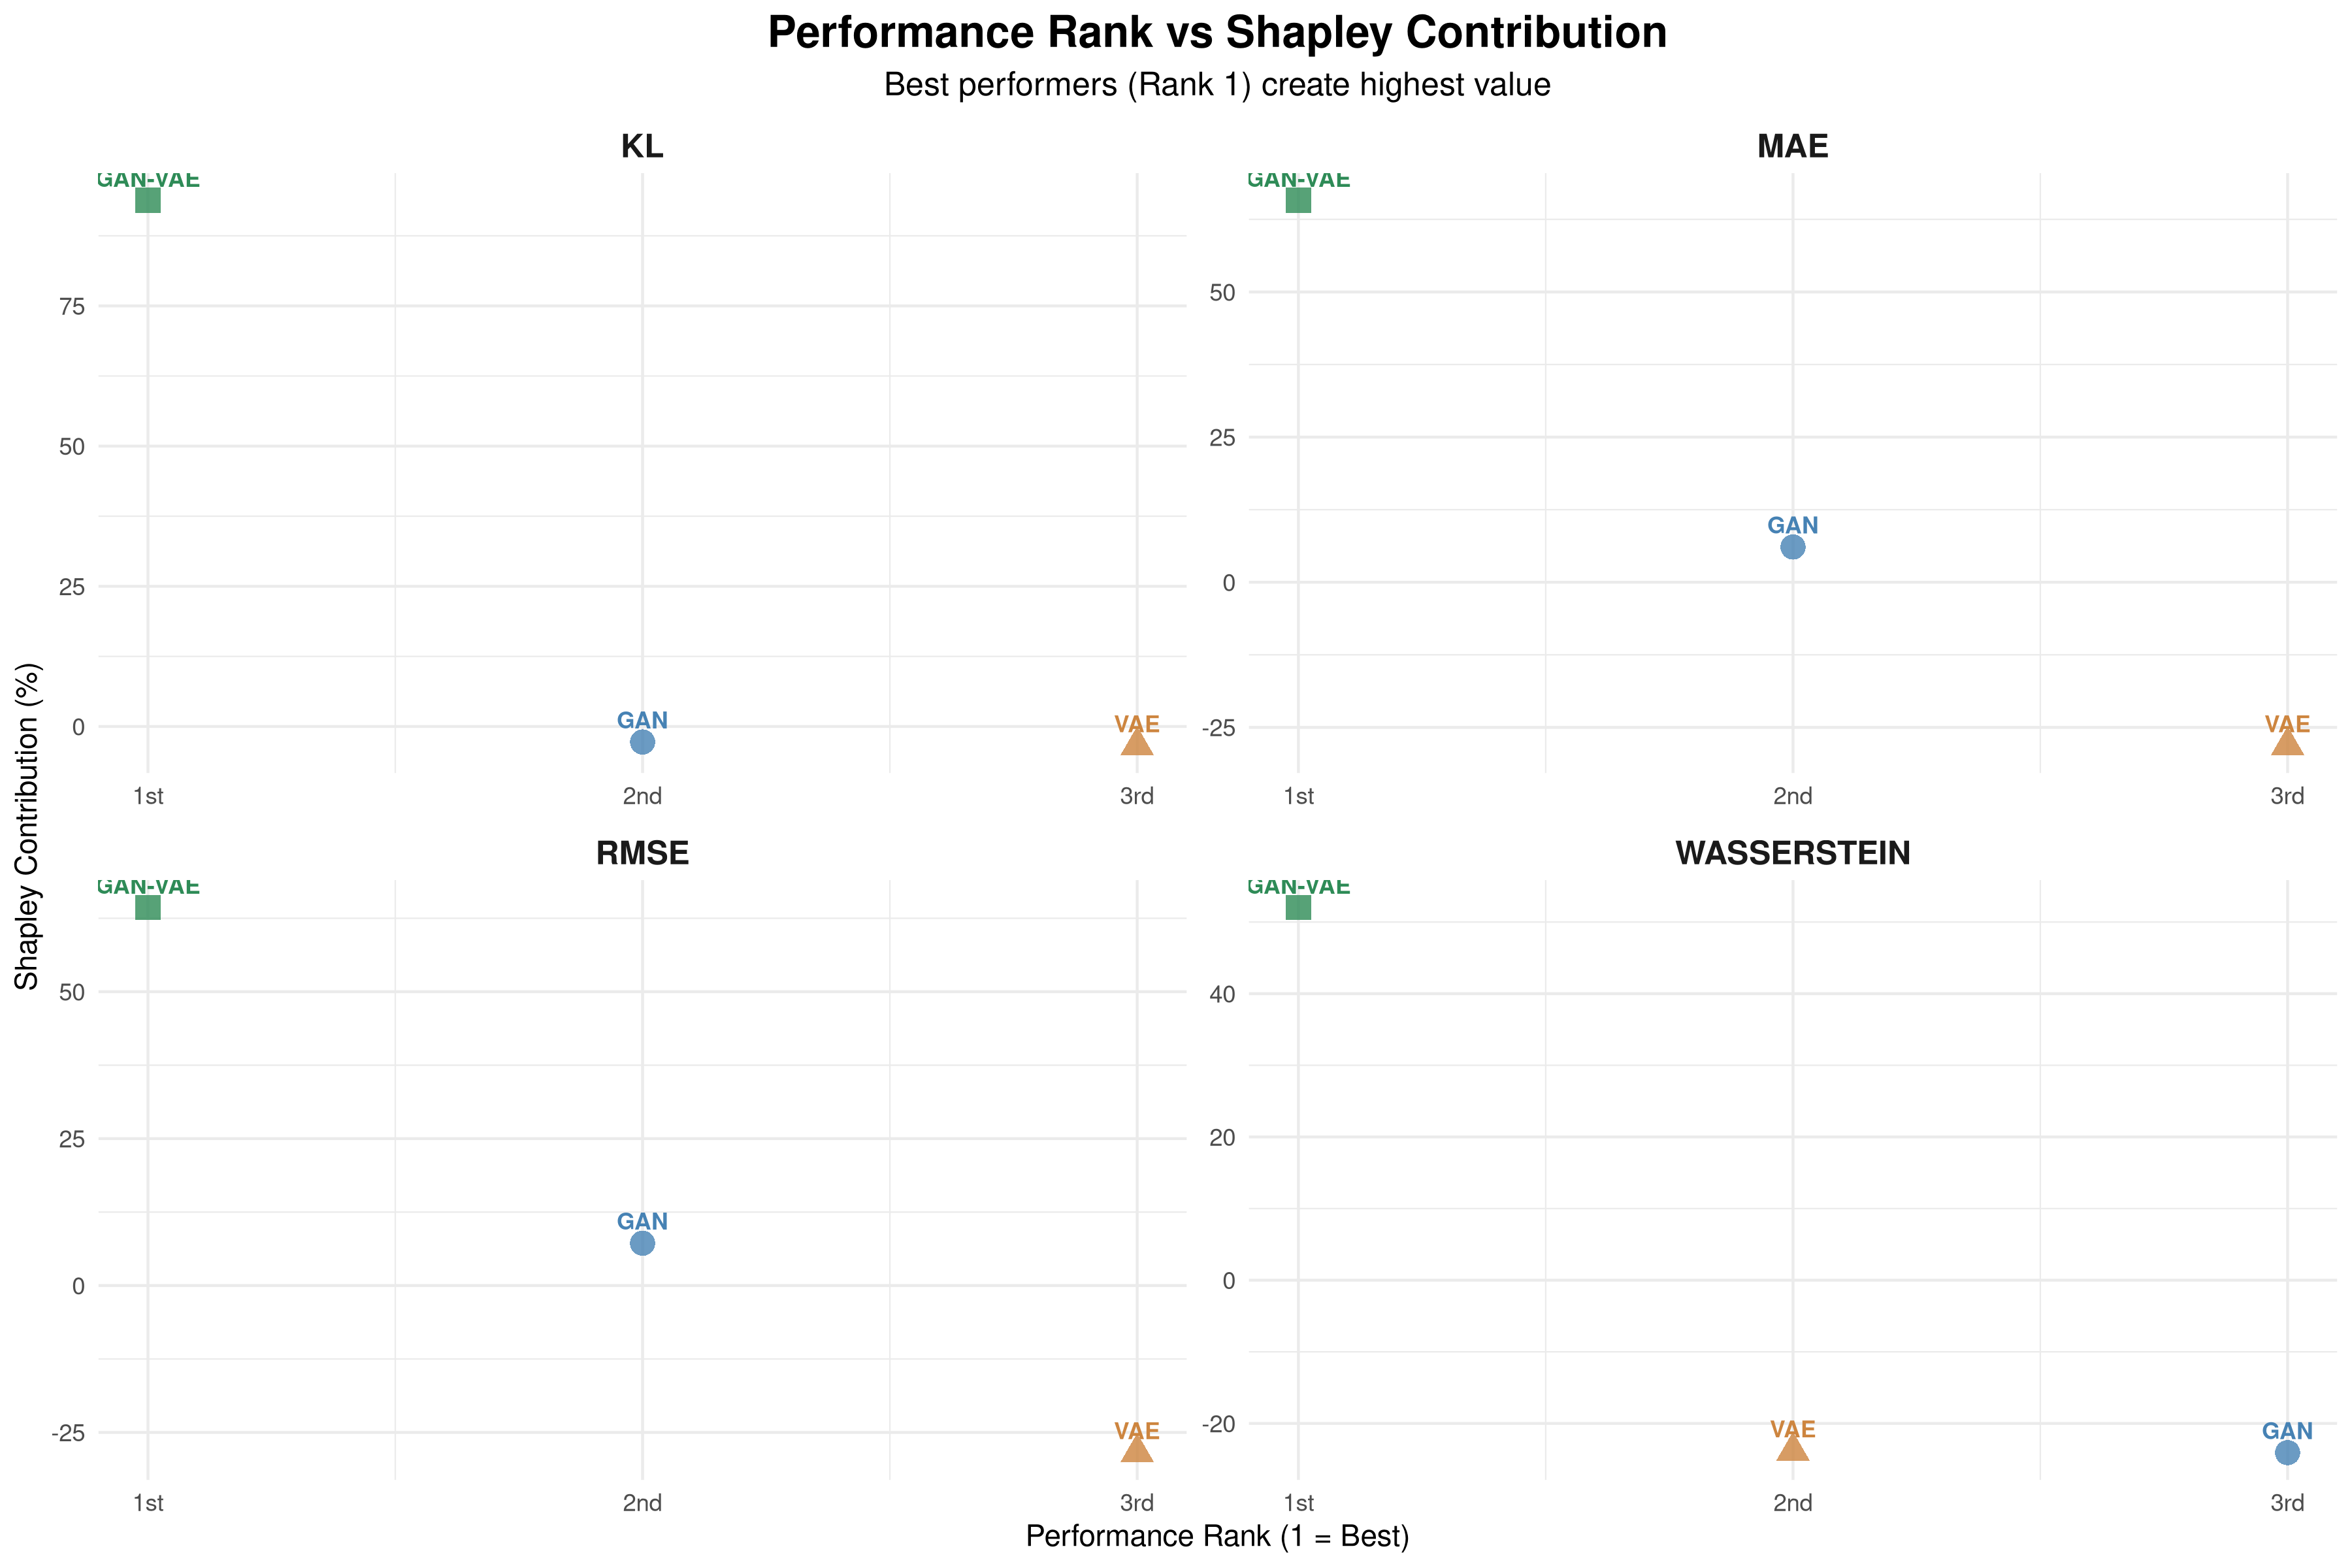 Performance Rank vs Shapley Contribution
Best performers (Rank 1) create highest value
Shapley Contribution (%)
KL
GAN-VAE
75
50
25
0
GAN
VAE
1st 2nd 3rd
MAE
GAN-VAE
50
25
0
-25
GAN
VAE
1st 2nd 3rd
RMSE
GAN-VAE
50
25
0
-25
GAN
VAE
1st 2nd 3rd
WASSERSTEIN
GAN-VAE
40
20
0
-20
VAE
GAN
1st 2nd 3rd
Performance Rank (1 = Best)